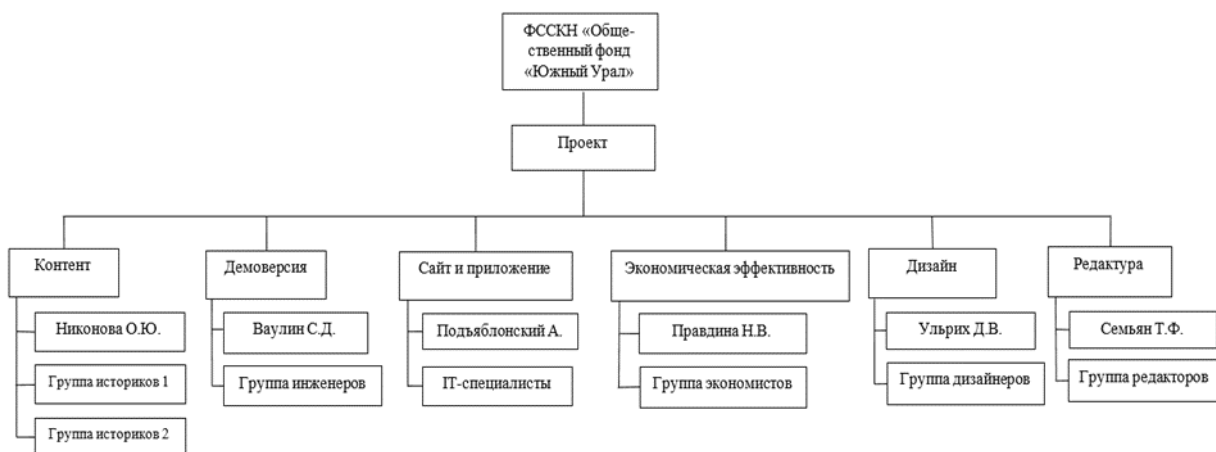 ФССКН «Обще-
ственный фонд
«Южный Урал»
Проект
Контент
Демоверсия
Сайт и приложение
Экономическая эффективность
Дизайн
Редактура
Никонова О.Ю.
Ваулин С.Д.
Подъяблонский А.
Правдина Н.В.
Ульрих Д.В.
Семьян Т.Ф.
Группа историков 1
Группа инженеров
IT-специалисты
Группа экономистов
Группа дизайнеров
Группа редакторов
Группа историков 2